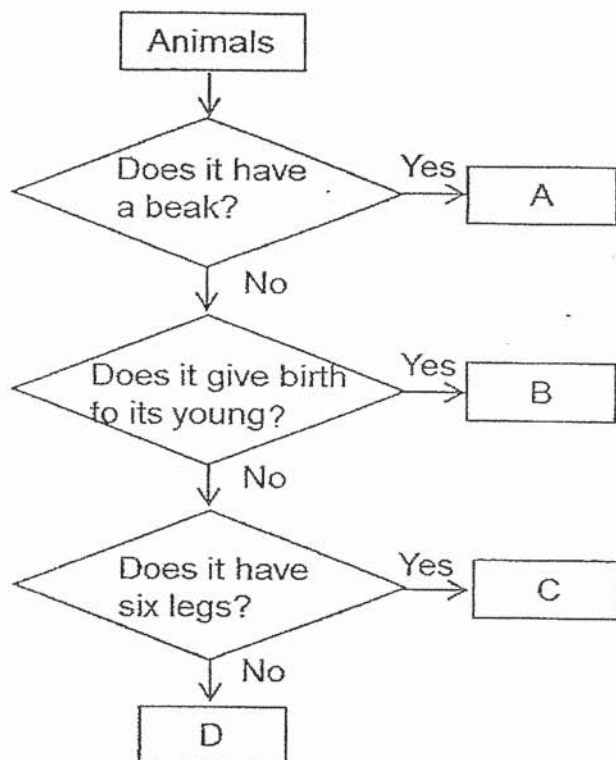 Animals
Does it have
a beak?
Yes
A
No
Does it give birth
to its young?
Yes
B
No
Does it have
six legs?
Yes
C
No
D